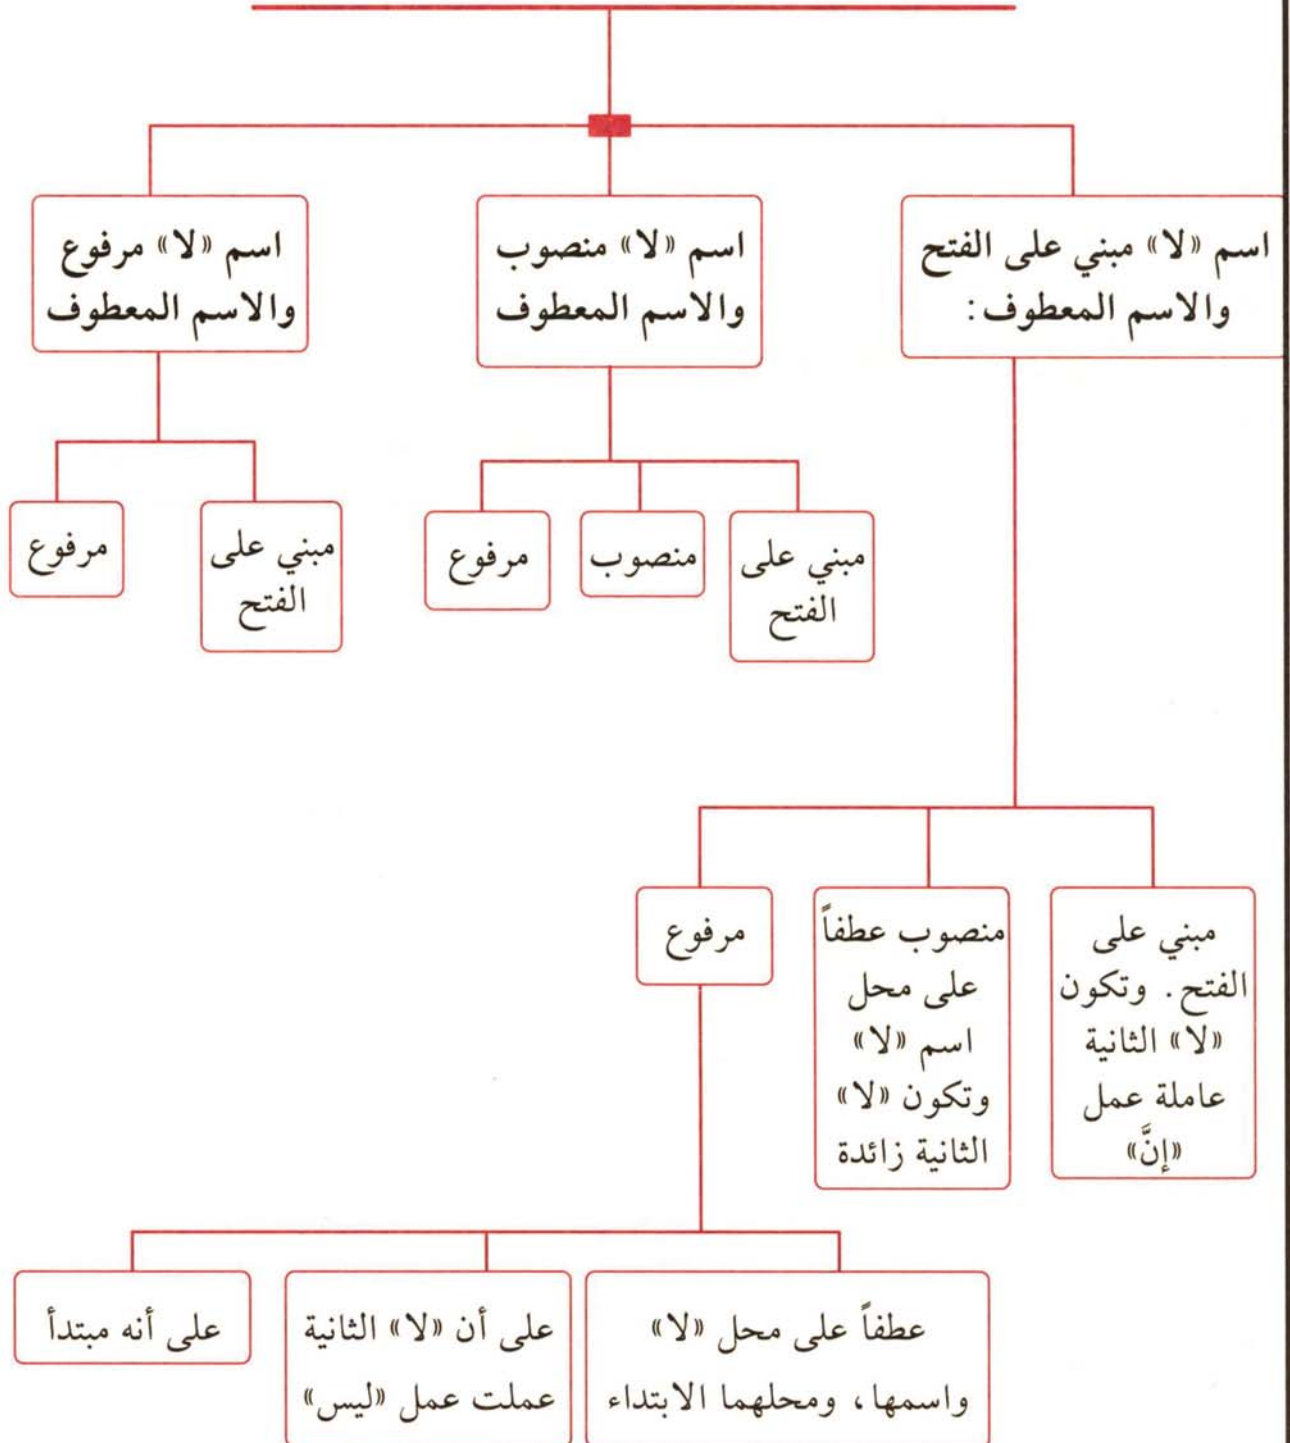 اسم «لا» مبني على الفتح
والاسم المعطوف:
اسم «لا» منصوب
والاسم المعطوف
اسم «لا» مرفوع
والاسم المعطوف
مبني على
الفتح
منصوب
مرفوع
مبني على
الفتح
مرفوع
مبني على
الفتح. وتكون
«لا» الثانية
عاملة عمل
«إنَّ»
منصوب عطفاً
على محل
اسم «لا»
وتكون «لا»
الثانية زائدة
مرفوع
عطفاً على محل «لا»
واسمها، ومحلهما الابتداء
على أن «لا» الثانية
عملت عمل «ليس»
على أنه مبتدأ